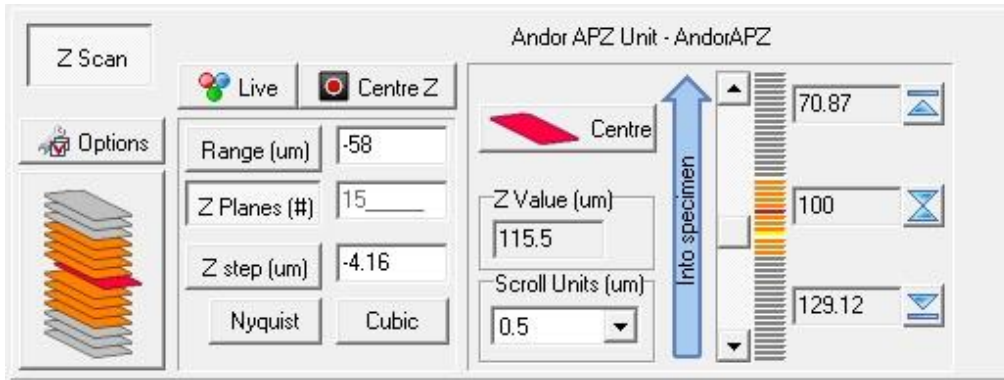 Andor APZ Unit - AndorAPZ
Z Scan
Live
Centre Z
Options
Range (um)
-58
Z Planes (#)
15_____
Z step (um)
-4.16
Nyquist
Cubic
Centre
Z Value (um)
115.5
Scroll Units (um)
0.5
Into specimen
70.87
100
129.12